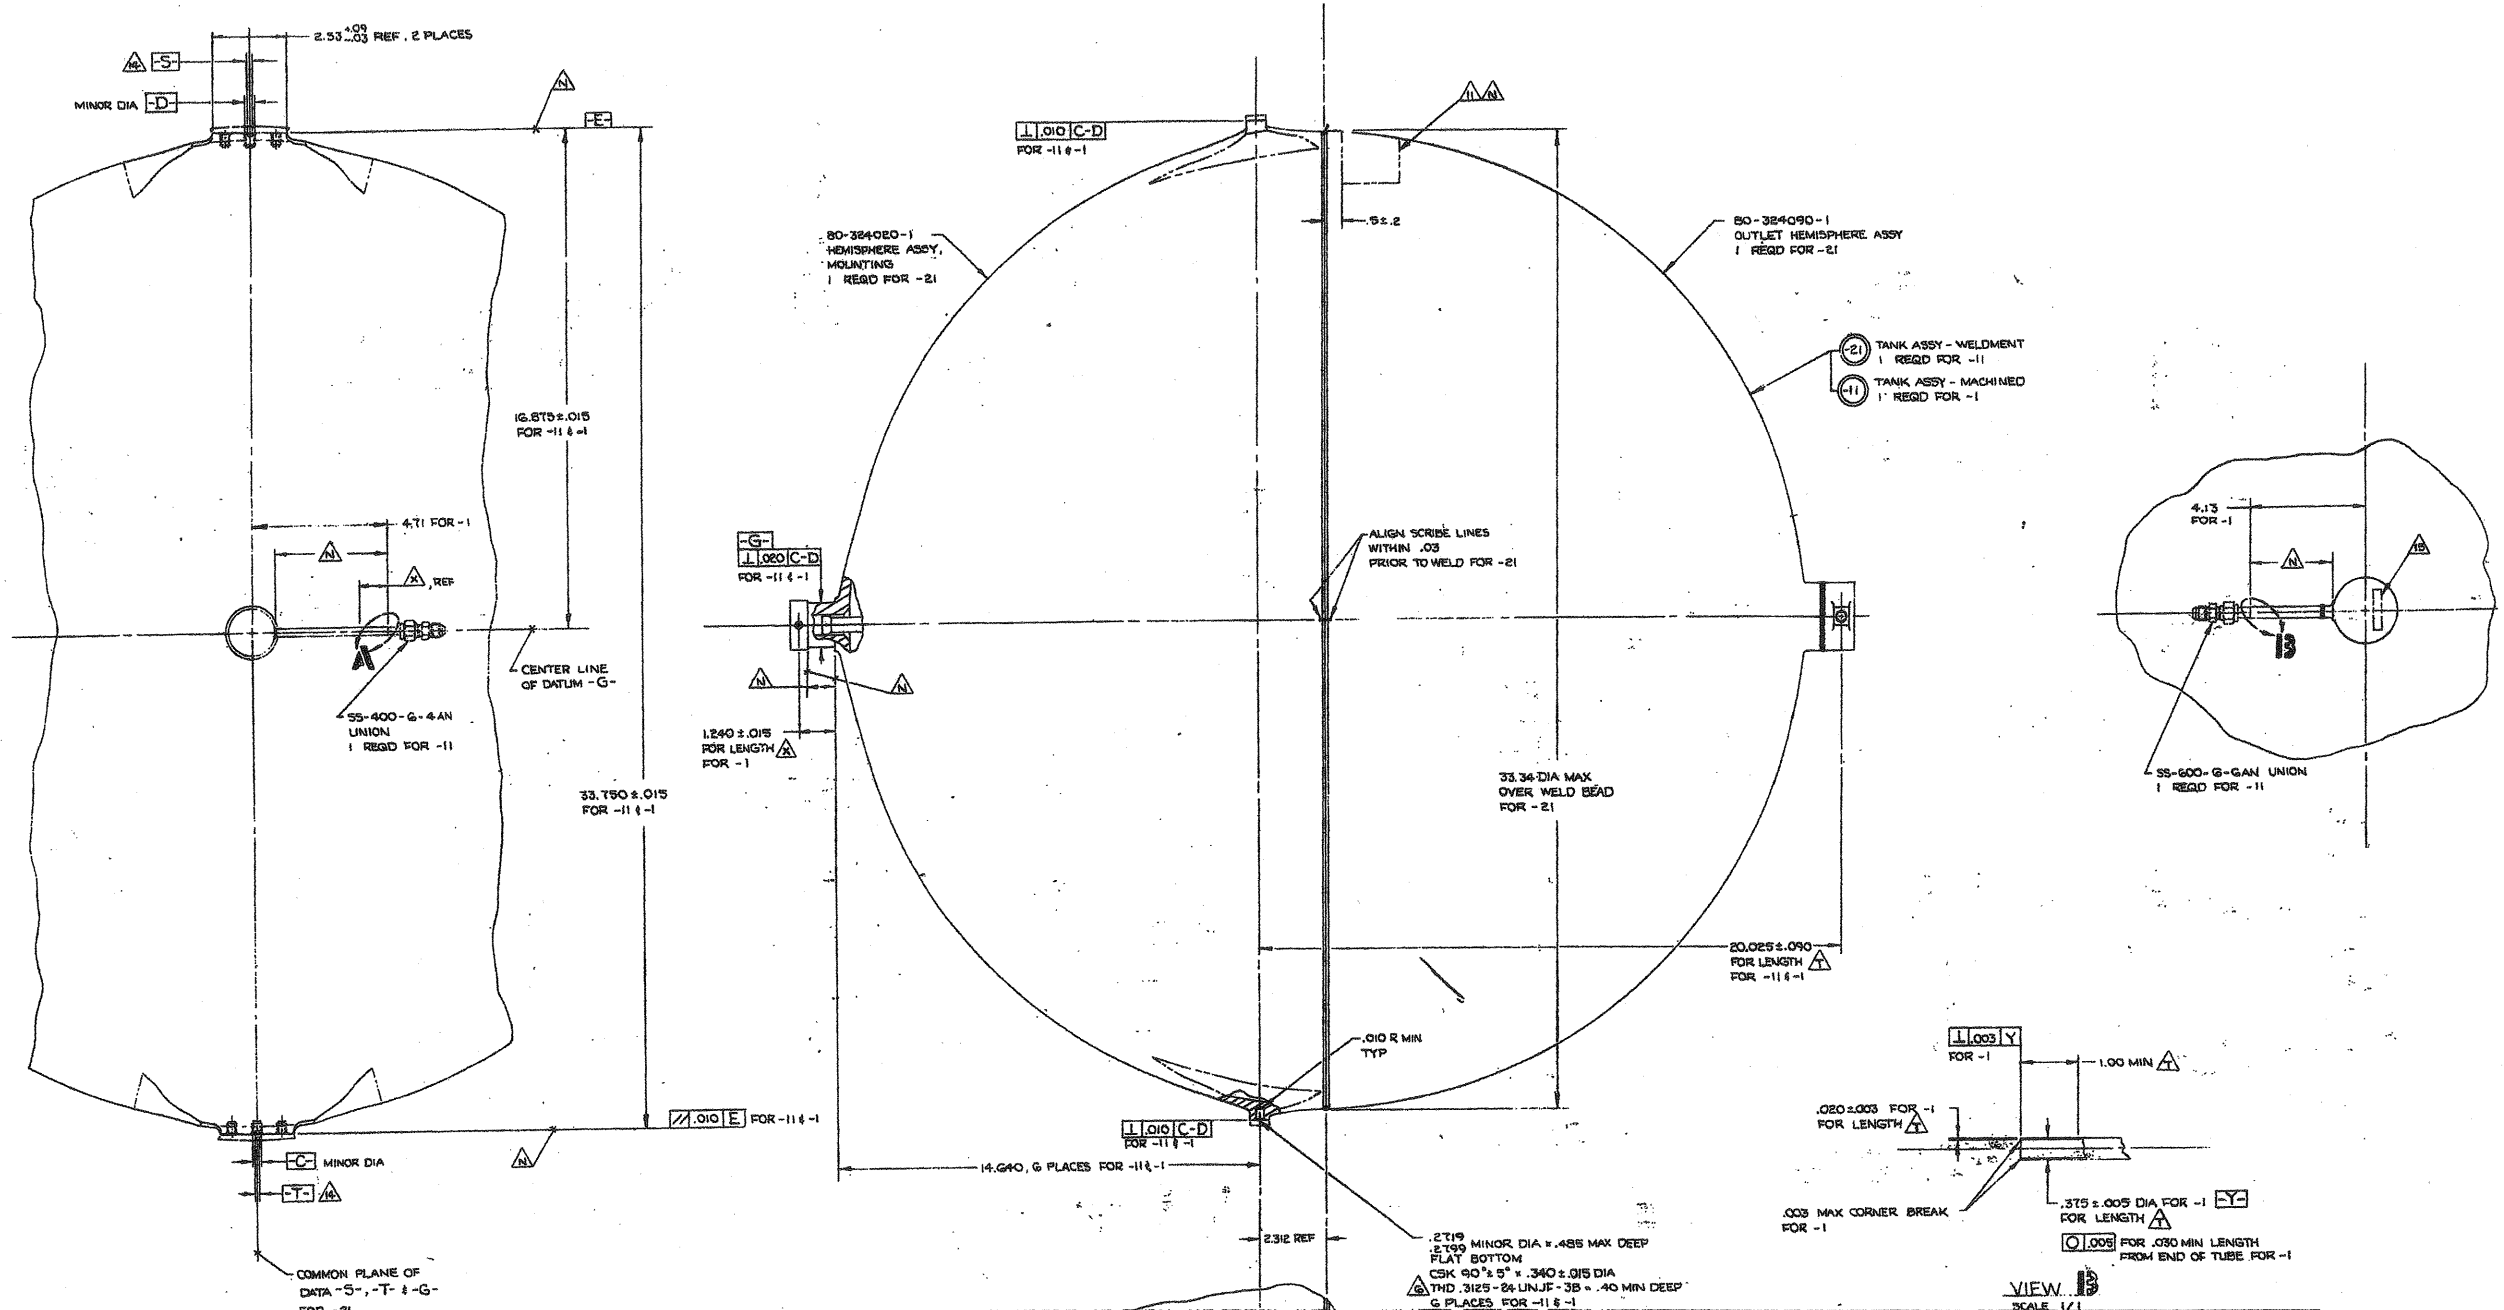 2.53 +.09 -.03 REF, 2 PLACES
14 -S-
MINOR DIA -D-
N
-E-
16.875±.015
FOR -11 & -1
4.71 FOR -1
N
X, REF
A
CENTER LINE
OF DATUM -G-
SS-400-6-4AN
UNION
1 REQD FOR -11
33.750±.015
FOR -11 & -1
// .010 E FOR -11 & -1
N
-C- MINOR DIA
-T- 14
COMMON PLANE OF
DATA -S-, -T- & -G-
FOR -21
⊥ .010 C-D
FOR -11 & -1
11 N
.5±.2
80-324020-1
HEMISPHERE ASSY,
MOUNTING
1 REQD FOR -21
80-324090-1
OUTLET HEMISPHERE ASSY
1 REQD FOR -21
-21 TANK ASSY - WELDMENT
1 REQD FOR -11
-11 TANK ASSY - MACHINED
1 REQD FOR -1
-G-
⊥ .020 C-D
FOR -11 & -1
ALIGN SCRIBE LINES
WITHIN .03
PRIOR TO WELD FOR -21
N
N
1.240±.015
FOR LENGTH X
FOR -1
33.34 DIA MAX
OVER WELD BEAD
FOR -21
20.025±.090
FOR LENGTH T
FOR -11 & -1
.010 R MIN
TYP
⊥ .010 C-D
FOR -11 & -1
14.640, 6 PLACES FOR -11 & -1
2.312 REF
.2719
.2799 MINOR DIA × .485 MAX DEEP
FLAT BOTTOM
CSK 90°±5° × .340±.015 DIA
6 THD .3125-24 UNJF-3B × .40 MIN DEEP
6 PLACES FOR -11 & -1
4.13
FOR -1
N
15
B
SS-600-6-6AN UNION
1 REQD FOR -11
⊥ .003 Y
FOR -1
1.00 MIN T
.020±.003 FOR -1
FOR LENGTH T
.003 MAX CORNER BREAK
FOR -1
.375±.005 DIA FOR -1 -Y-
FOR LENGTH T
○ .005 FOR .030 MIN LENGTH
FROM END OF TUBE FOR -1
VIEW B
SCALE 1/1